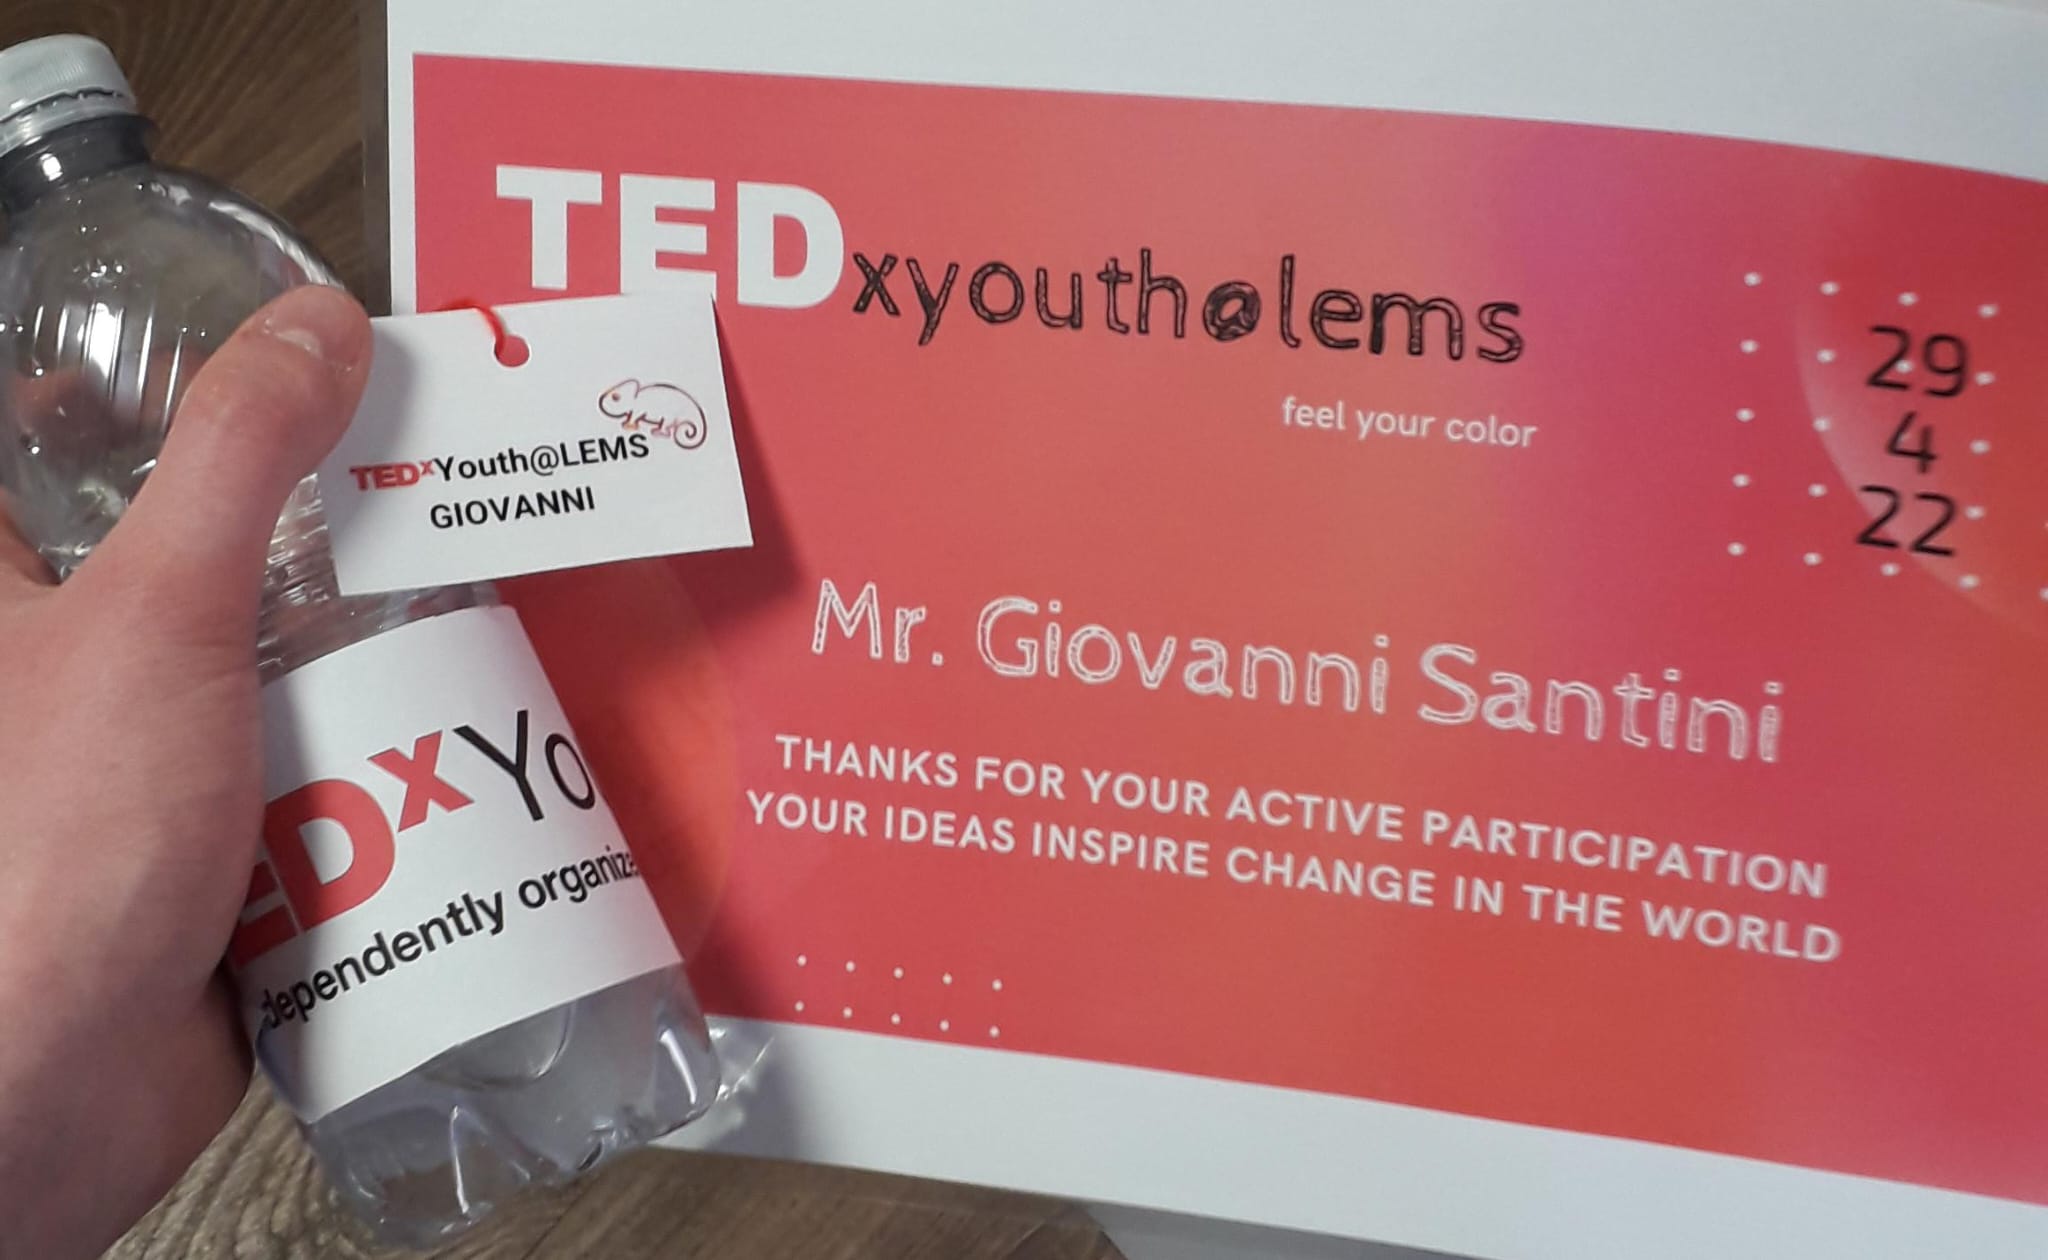 TEDxyouth@lems
feel your color
29
4
22
Mr. Giovanni Santini
THANKS FOR YOUR ACTIVE PARTICIPATION
YOUR IDEAS INSPIRE CHANGE IN THE WORLD
TEDxYouth@LEMS
GIOVANNI
EDxYo
dependently organiz